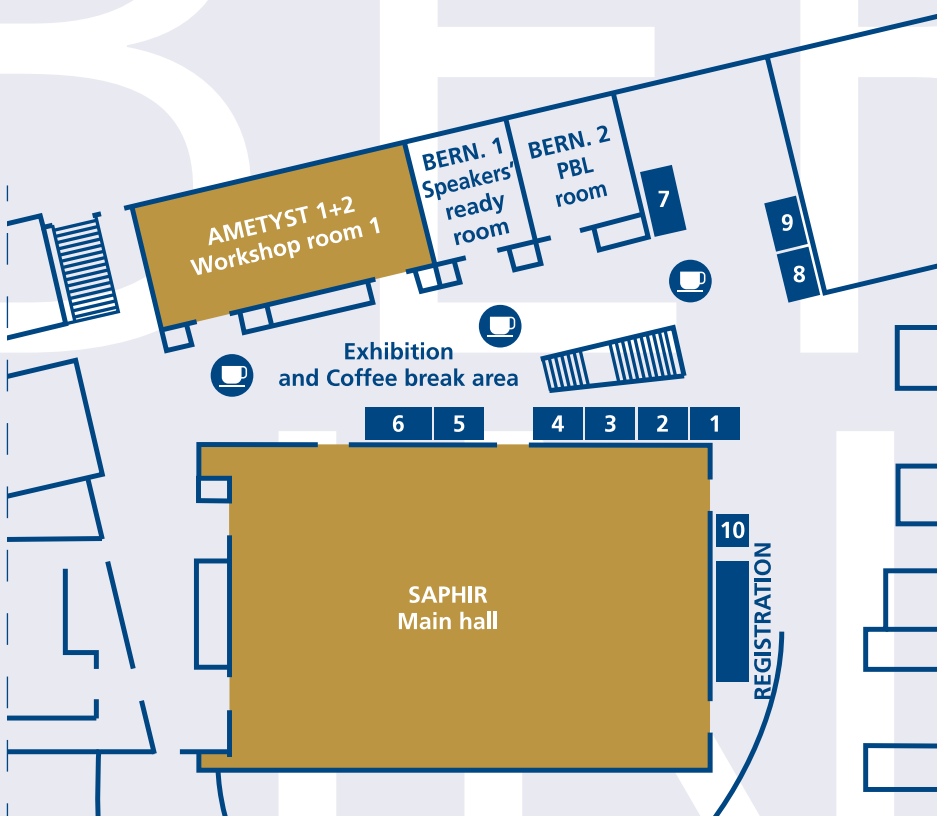 BERN. 1
Speakers'
ready
room
BERN. 2
PBL
room
AMETYST 1+2
Workshop room 1
7
9
8
Exhibition
and Coffee break area
6
5
4
3
2
1
10
REGISTRATION
SAPHIR
Main hall